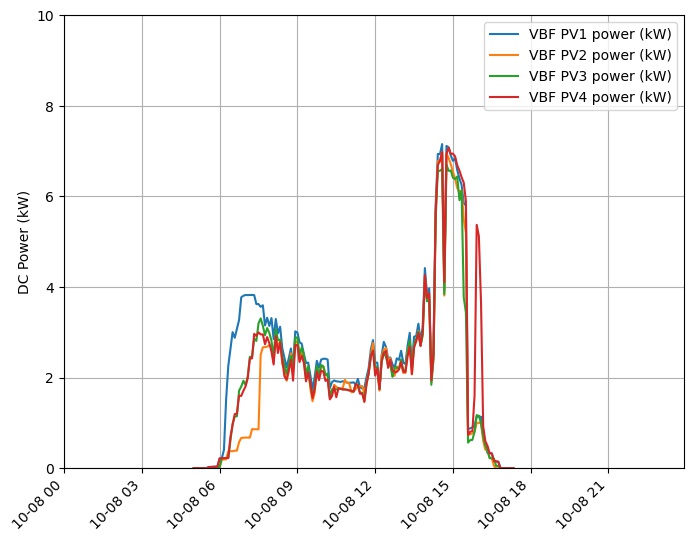 10
8
6
4
2
0
DC Power (kW)
VBF PV1 power (kW)
VBF PV2 power (kW)
VBF PV3 power (kW)
VBF PV4 power (kW)
10-08 00
10-08 03
10-08 06
10-08 09
10-08 12
10-08 15
10-08 18
10-08 21